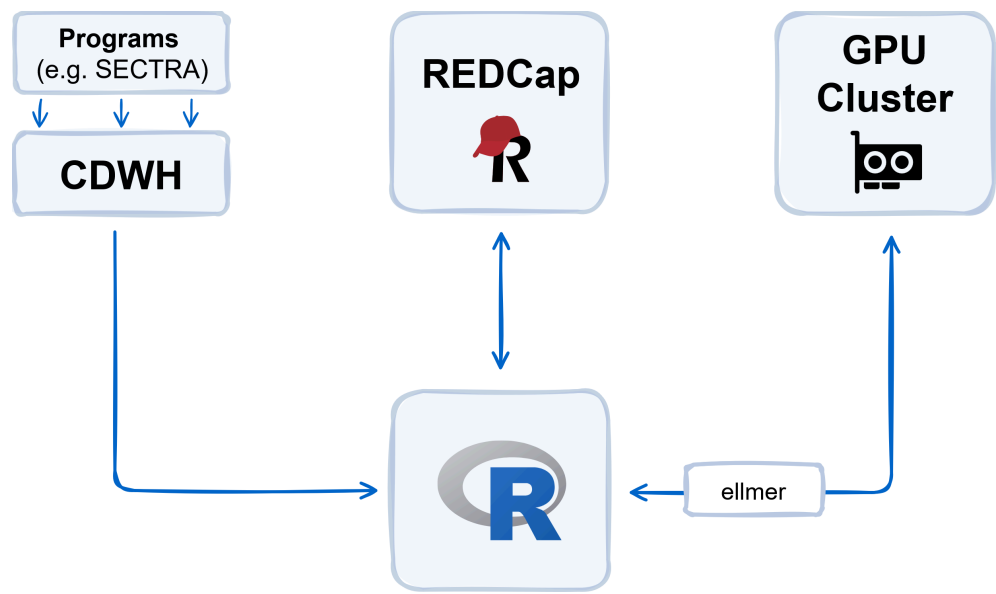 Programs
(e.g. SECTRA)
CDWH
REDCap
R
GPU
Cluster
R
ellmer